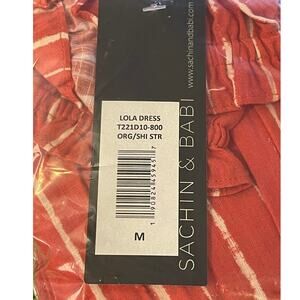 www.sachinandbabi.com
SACHIN & BABI
LOLA DRESS
T221D10-800
ORG/SHI STR
M